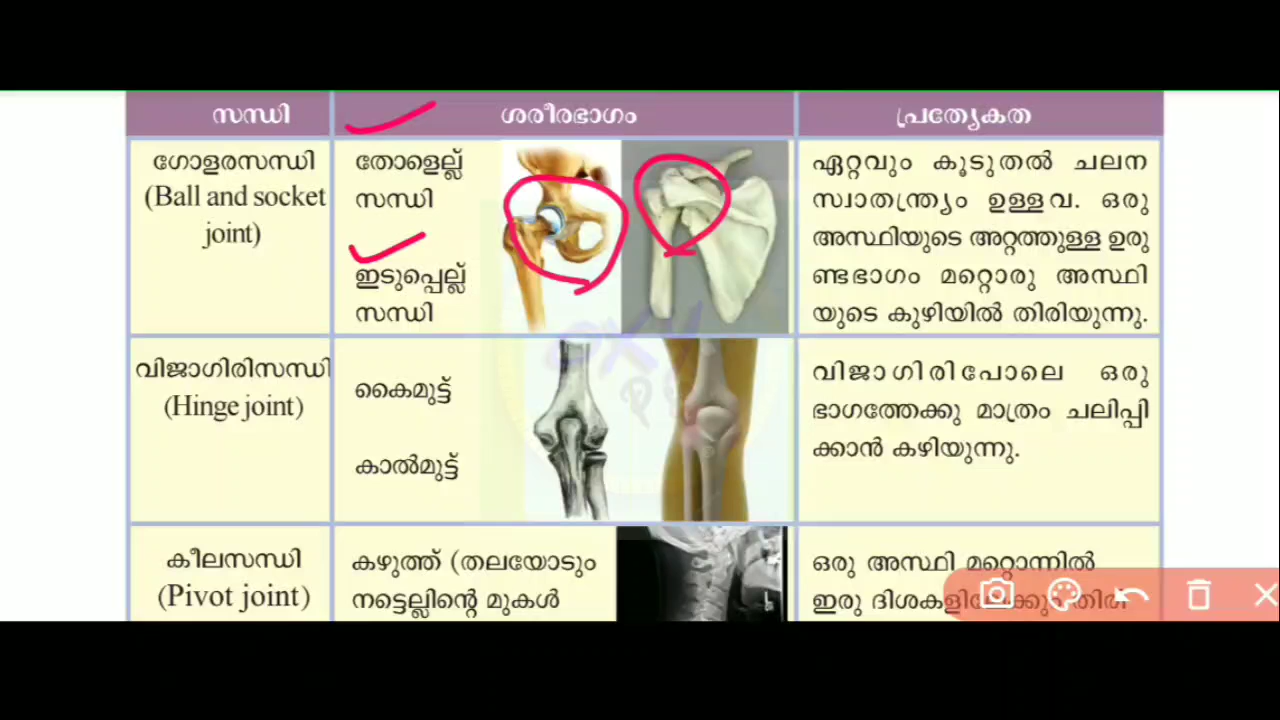 സന്ധി
ശരീരഭാഗം
പ്രത്യേകത
ഗോളരസന്ധി
(Ball and socket
joint)
തോളെല്ല്
സന്ധി
ഇടുപ്പെല്ല്
സന്ധി
ഏറ്റവും കൂടുതൽ ചലന
സ്വാതന്ത്ര്യം ഉള്ളവ. ഒരു
അസ്ഥിയുടെ അറ്റത്തുള്ള ഉരു
ണ്ടഭാഗം മറ്റൊരു അസ്ഥി
യുടെ കുഴിയിൽ തിരിയുന്നു.
വിജാഗിരിസന്ധി
(Hinge joint)
കൈമുട്ട്
കാൽമുട്ട്
വിജാഗിരിപോലെ ഒരു
ഭാഗത്തേക്കു മാത്രം ചലിപ്പി
ക്കാൻ കഴിയുന്നു.
കീലസന്ധി
(Pivot joint)
കഴുത്ത് (തലയോടും
നട്ടെല്ലിന്റെ മുകൾ
ഒരു അസ്ഥി മറ്റൊന്നിൽ
ഇരു